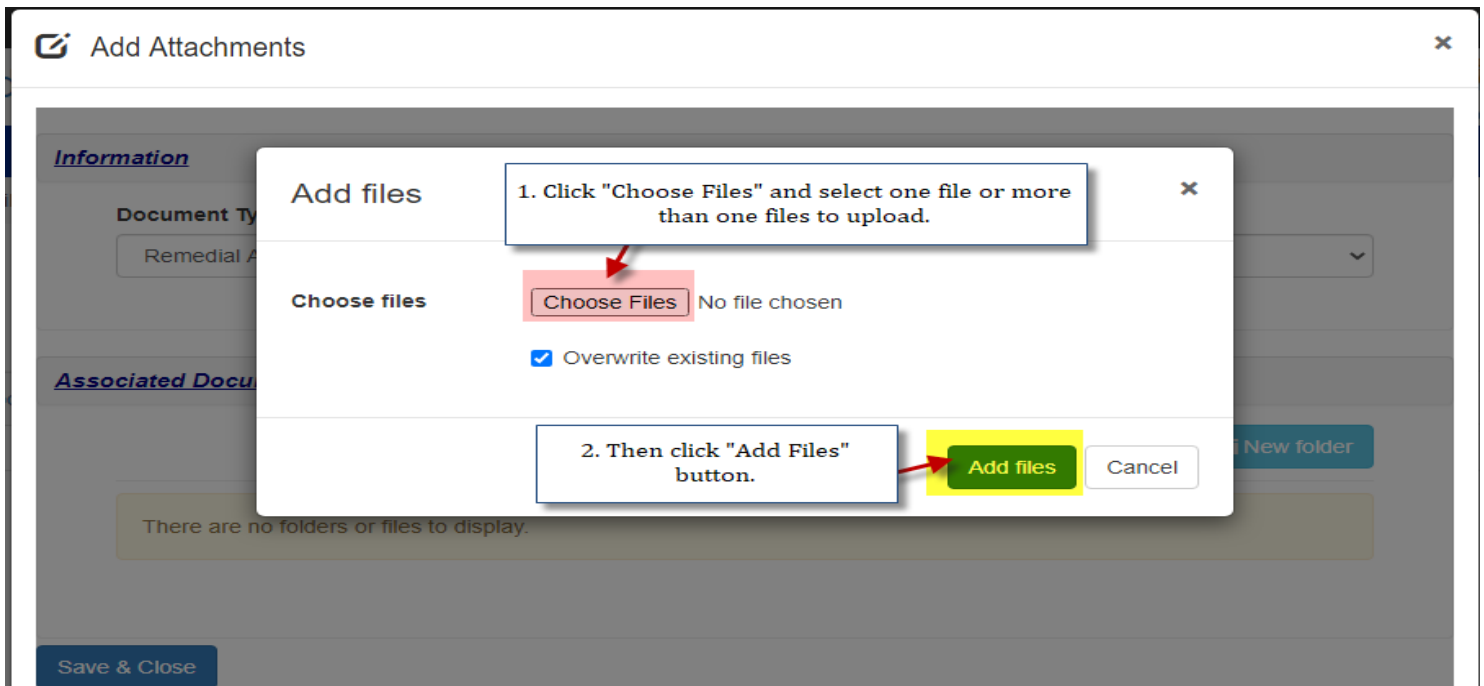 Add Attachments
Information
Add files
1. Click "Choose Files" and select one file or more
than one files to upload.
Document Ty
Remedial A
Choose files
Choose Files No file chosen
Overwrite existing files
Associated Docu
2. Then click "Add Files"
button.
Add files
Cancel
New folder
There are no folders or files to display.
Save & Close